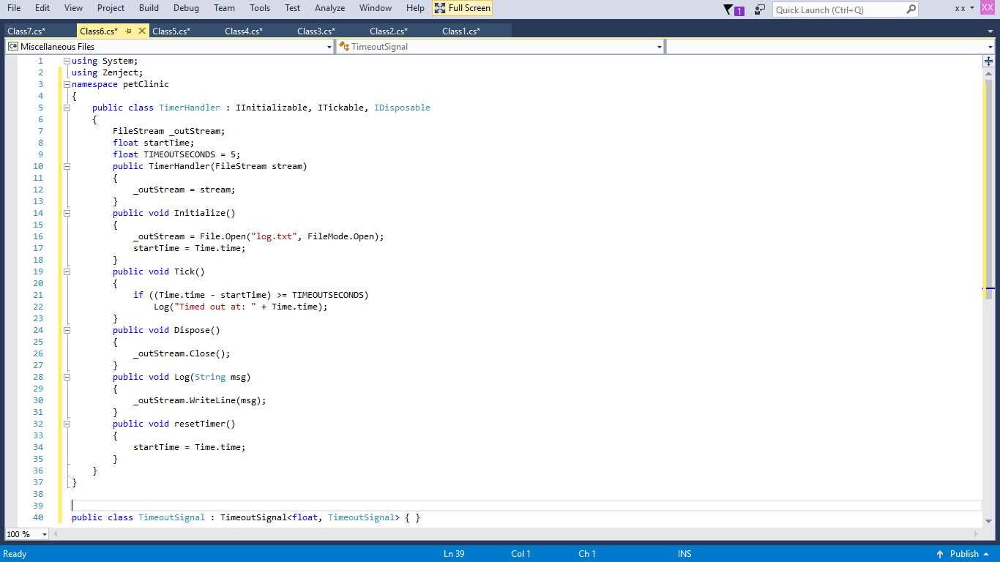 File Edit View Project Build Debug Team Tools Test Analyze Window Help Full Screen 1 Quick Launch (Ctrl+Q) x x XX
Class7.cs* Class6.cs* Class5.cs* Class4.cs* Class3.cs* Class2.cs* Class1.cs*
C# Miscellaneous Files TimeoutSignal
1 using System;
2 using Zenject;
3 namespace petClinic
4 {
5 public class TimerHandler : IInitializable, ITickable, IDisposable
6 {
7 FileStream _outStream;
8 float startTime;
9 float TIMEOUTSECONDS = 5;
10 public TimerHandler(FileStream stream)
11 {
12 _outStream = stream;
13 }
14 public void Initialize()
15 {
16 _outStream = File.Open("log.txt", FileMode.Open);
17 startTime = Time.time;
18 }
19 public void Tick()
20 {
21 if ((Time.time - startTime) >= TIMEOUTSECONDS)
22 Log("Timed out at: " + Time.time);
23 }
24 public void Dispose()
25 {
26 _outStream.Close();
27 }
28 public void Log(String msg)
29 {
30 _outStream.WriteLine(msg);
31 }
32 public void resetTimer()
33 {
34 startTime = Time.time;
35 }
36 }
37 }
38
39
40 public class TimeoutSignal : TimeoutSignal<float, TimeoutSignal> { }
100 %
Ready Ln 39 Col 1 Ch 1 INS Publish